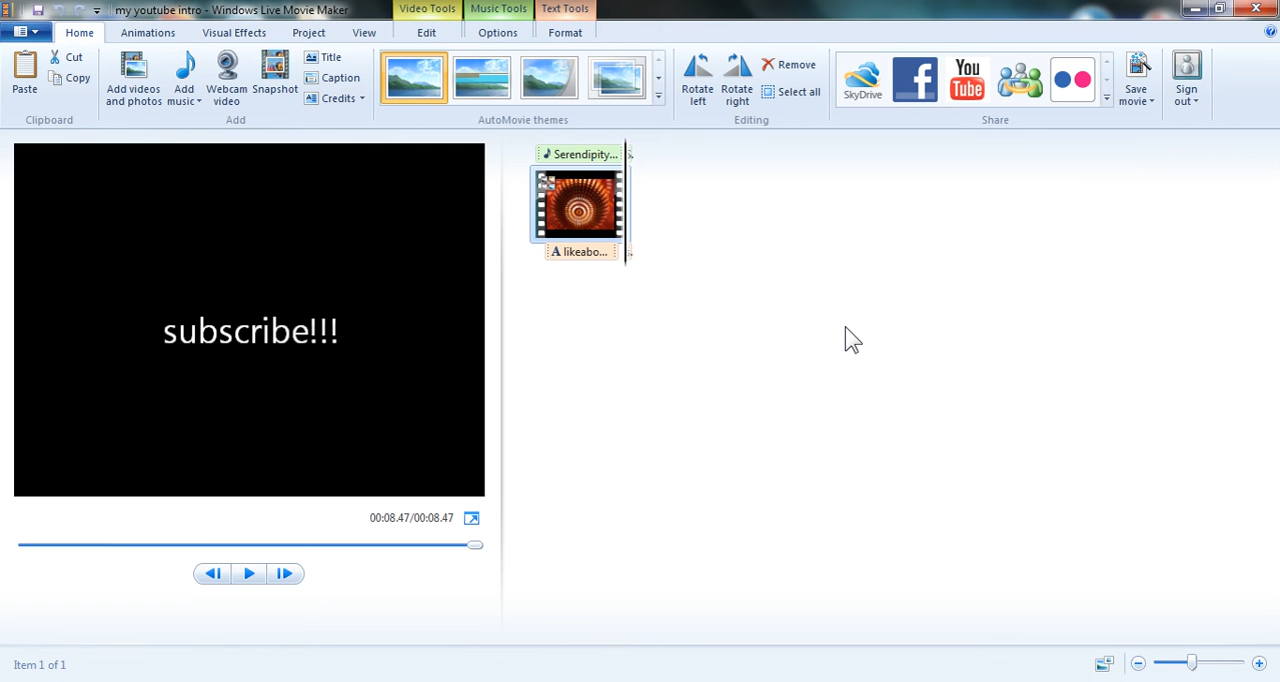 my youtube intro - Windows Live Movie Maker
Video Tools
Music Tools
Text Tools
Home
Animations
Visual Effects
Project
View
Edit
Options
Format
Paste
Cut
Copy
Clipboard
Add videos and photos
Add music
Webcam video
Snapshot
Title
Caption
Credits
Add
AutoMovie themes
Rotate left
Rotate right
Remove
Select all
Editing
SkyDrive
f
You Tube
Share
Save movie
Sign out
subscribe!!!
00:08.47/00:08.47
Serendipity...
A likeabo...
Item 1 of 1